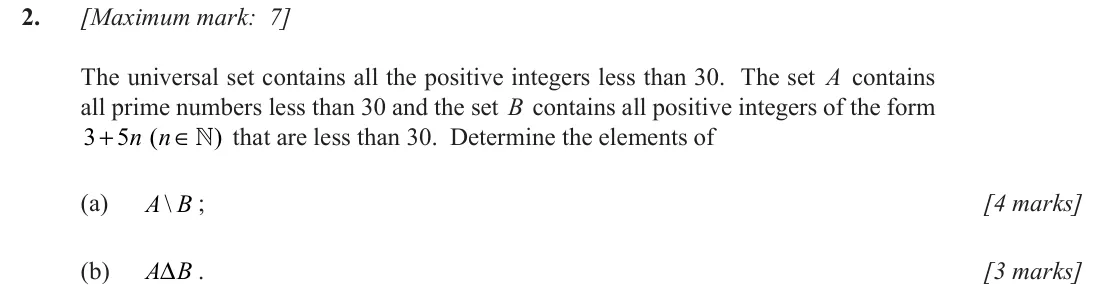 2. [Maximum mark: 7]
The universal set contains all the positive integers less than 30. The set A contains
all prime numbers less than 30 and the set B contains all positive integers of the form
3+5n (n∈ℕ) that are less than 30. Determine the elements of
(a) A\B; [4 marks]
(b) AΔB. [3 marks]